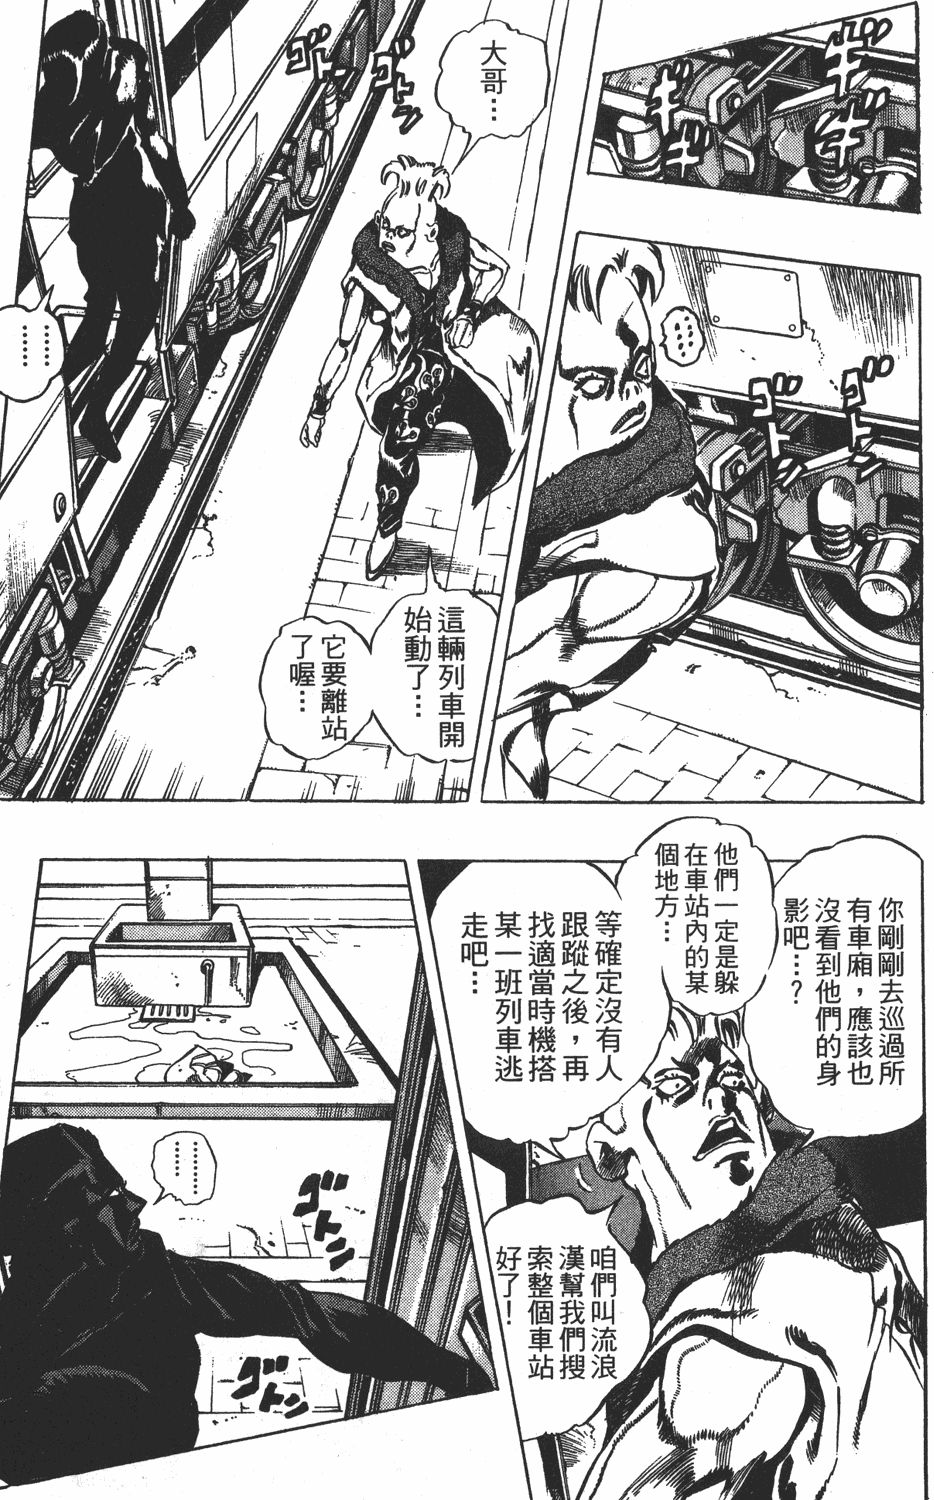 ギギ
ギギ
………
ゴト
ゴトン
大哥…
ゴト
ゴトン
這輛列車開
始動了…
它要離站
了喔…
………
你剛剛去巡過所
有車廂，應該也
沒看到他們的身
影吧…？
他們一定是躲
在車站內的某
個地方…
等確定沒有人
跟蹤之後，再
找適當時機搭
某一班列車逃
走吧…
咱們叫流浪
漢幫我們搜
索整個車站
好了！
………
ゴトン
ゴトン